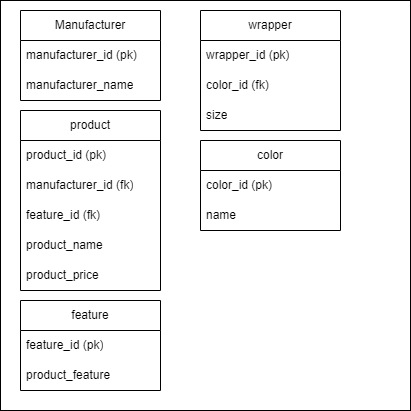 Manufacturer
manufacturer_id (pk)
manufacturer_name
product
product_id (pk)
manufacturer_id (fk)
feature_id (fk)
product_name
product_price
feature
feature_id (pk)
product_feature
wrapper
wrapper_id (pk)
color_id (fk)
size
color
color_id (pk)
name